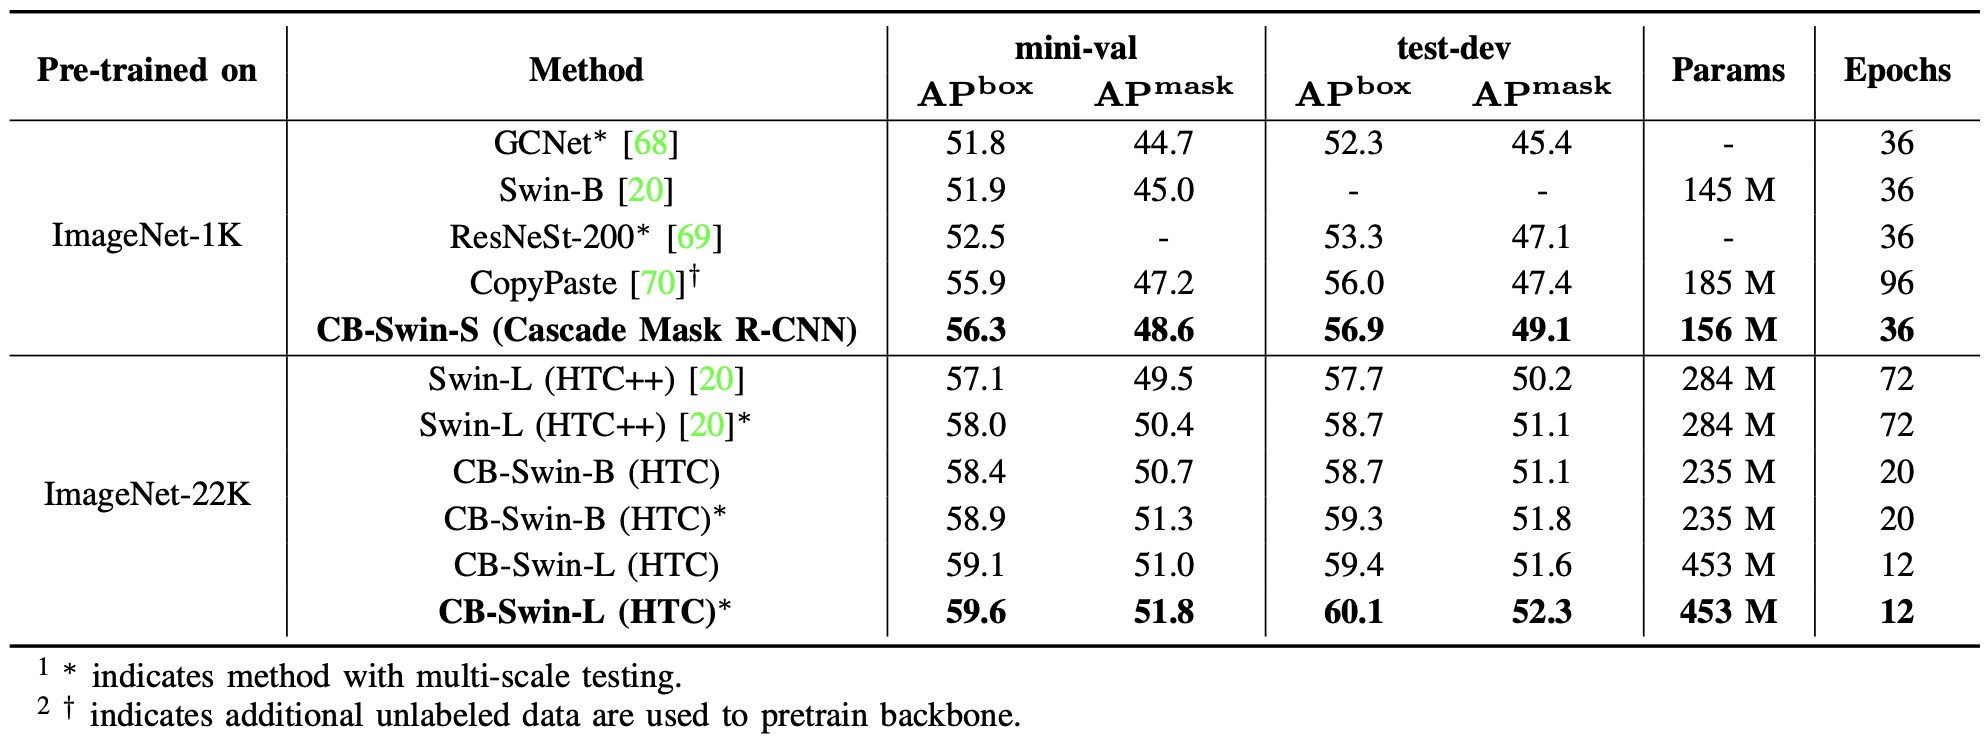 Pre-trained on Method mini-val test-dev Params Epochs
AP^box AP^mask AP^box AP^mask
ImageNet-1K
GCNet* [68] 51.8 44.7 52.3 45.4 - 36
Swin-B [20] 51.9 45.0 - - 145 M 36
ResNeSt-200* [69] 52.5 - 53.3 47.1 - 36
CopyPaste [70]† 55.9 47.2 56.0 47.4 185 M 96
CB-Swin-S (Cascade Mask R-CNN) 56.3 48.6 56.9 49.1 156 M 36
ImageNet-22K
Swin-L (HTC++) [20] 57.1 49.5 57.7 50.2 284 M 72
Swin-L (HTC++) [20]* 58.0 50.4 58.7 51.1 284 M 72
CB-Swin-B (HTC) 58.4 50.7 58.7 51.1 235 M 20
CB-Swin-B (HTC)* 58.9 51.3 59.3 51.8 235 M 20
CB-Swin-L (HTC) 59.1 51.0 59.4 51.6 453 M 12
CB-Swin-L (HTC)* 59.6 51.8 60.1 52.3 453 M 12
1 * indicates method with multi-scale testing.
2 † indicates additional unlabeled data are used to pretrain backbone.